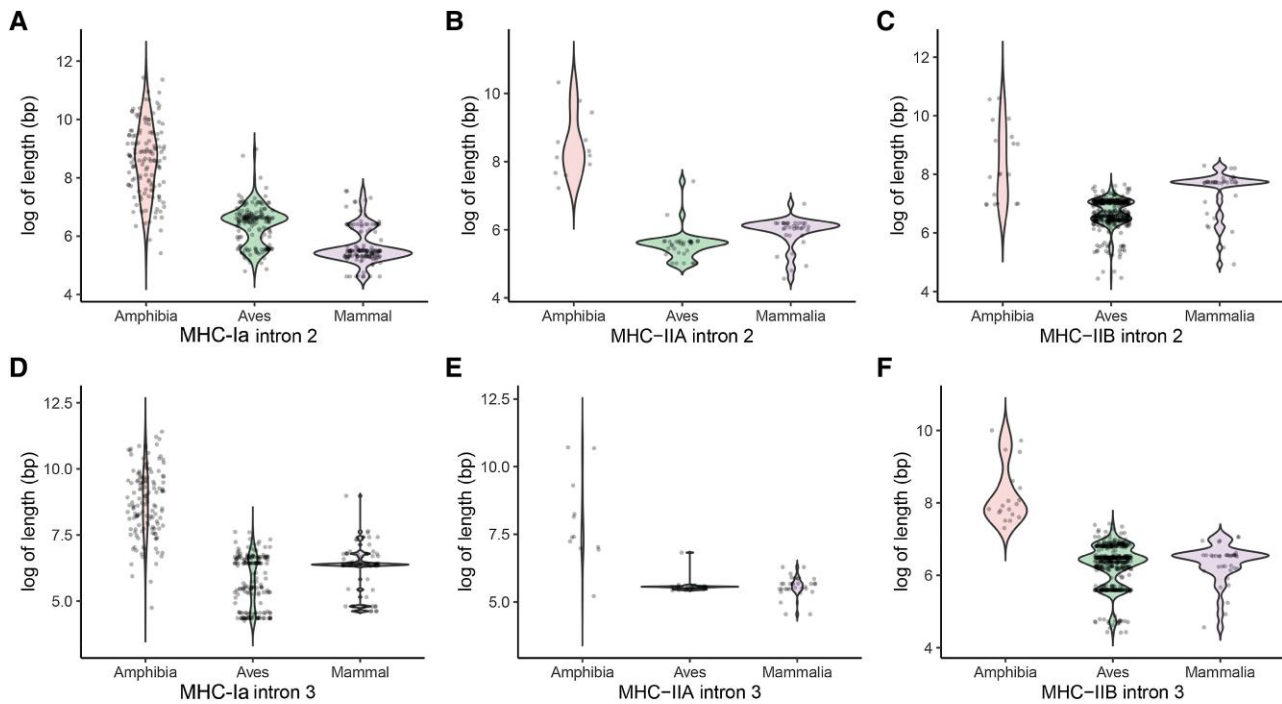 A
log of length (bp)
12
10
8
6
4
Amphibia Aves Mammal
MHC-Ia intron 2
B
log of length (bp)
10
8
6
4
Amphibia Aves Mammalia
MHC−IIA intron 2
C
log of length (bp)
12
10
8
6
4
Amphibia Aves Mammalia
MHC−IIB intron 2
D
log of length (bp)
12.5
10.0
7.5
5.0
Amphibia Aves Mammal
MHC-Ia intron 3
E
log of length (bp)
12.5
10.0
7.5
5.0
Amphibia Aves Mammalia
MHC−IIA intron 3
F
log of length (bp)
10
8
6
4
Amphibia Aves Mammalia
MHC−IIB intron 3